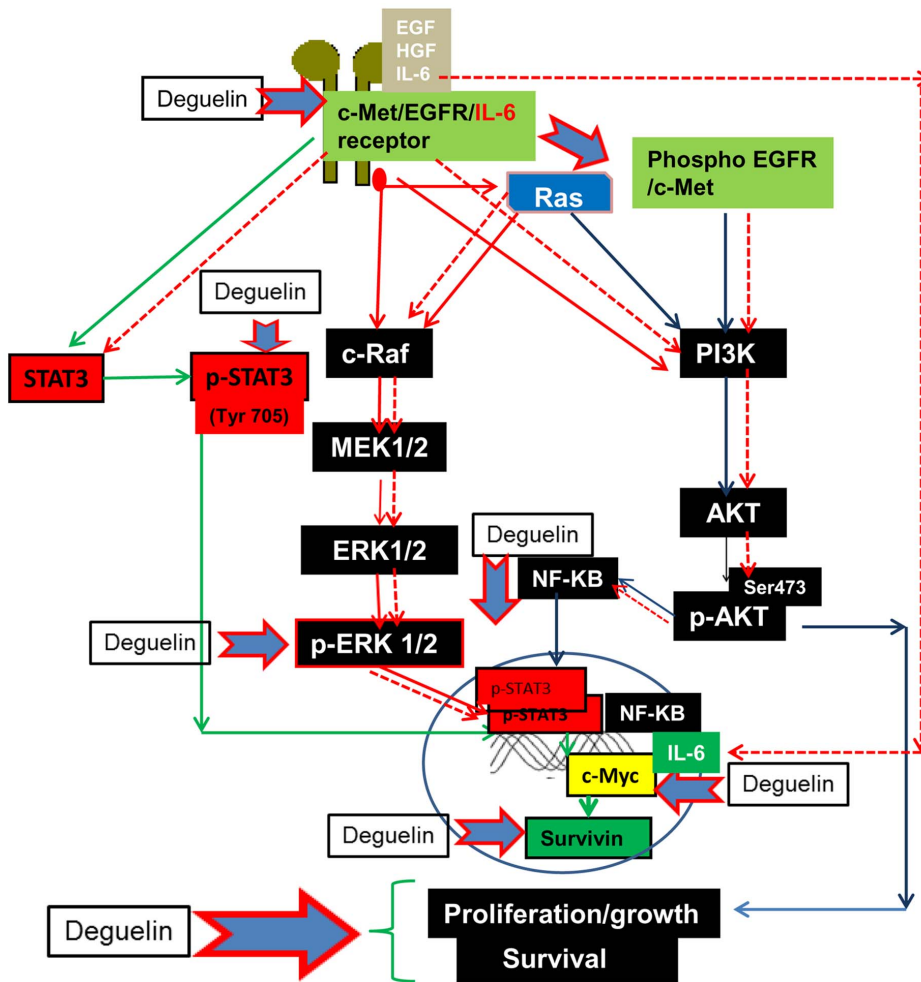 EGF
HGF
IL-6
Deguelin
c-Met/EGFR/IL-6
receptor
Phospho EGFR
/c-Met
Ras
Deguelin
STAT3
p-STAT3
(Tyr 705)
c-Raf
PI3K
MEK1/2
AKT
ERK1/2
Deguelin
NF-KB
Ser473
p-AKT
Deguelin
p-ERK 1/2
p-STAT3
p-STAT3
NF-KB
IL-6
c-Myc
Deguelin
Deguelin
Survivin
Deguelin
Proliferation/growth
Survival